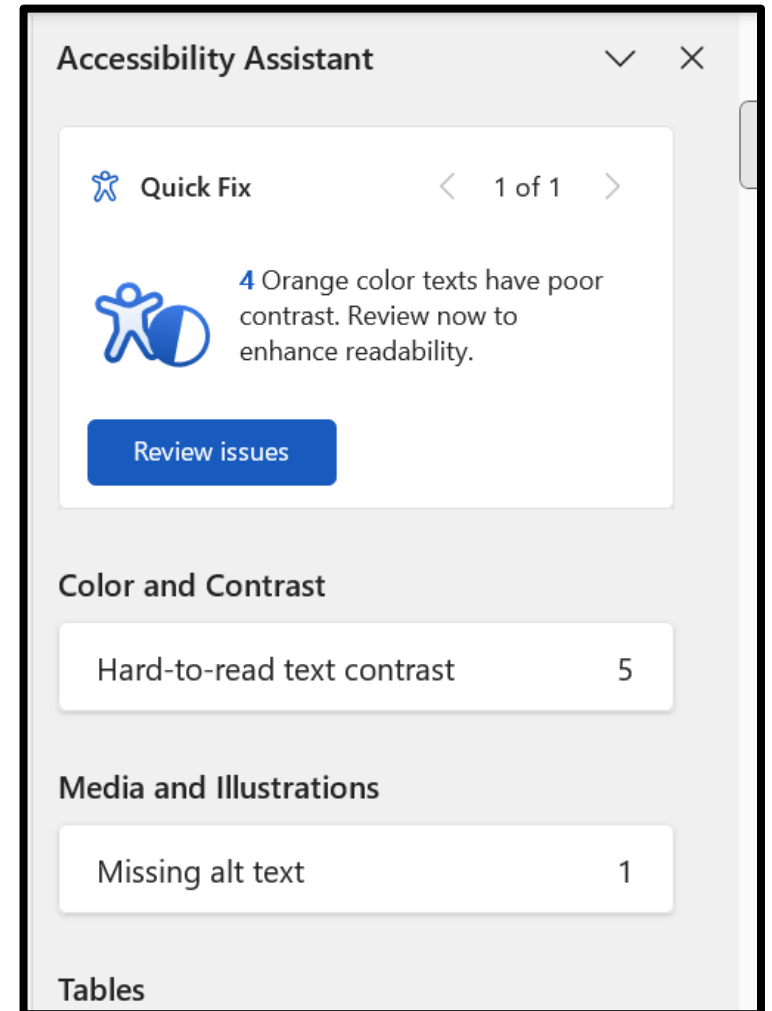 Accessibility Assistant
Quick Fix
1 of 1
4 Orange color texts have poor
contrast. Review now to
enhance readability.
Review issues
Color and Contrast
Hard-to-read text contrast 5
Media and Illustrations
Missing alt text 1
Tables